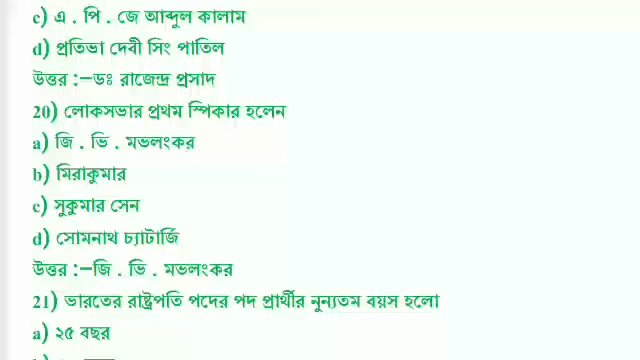 c) এ . পি . জে আব্দুল কালাম
d) প্রতিভা দেবী সিং পাতিল
উত্তর :–ডঃ রাজেন্দ্র প্রসাদ
20) লোকসভার প্রথম স্পিকার হলেন
a) জি . ভি . মভলংকর
b) মিরাকুমার
c) সুকুমার সেন
d) সোমনাথ চ্যাটার্জি
উত্তর :–জি . ভি . মভলংকর
21) ভারতের রাষ্ট্রপতি পদের পদ প্রার্থীর নুন্যতম বয়স হলো
a) ২৫ বছর